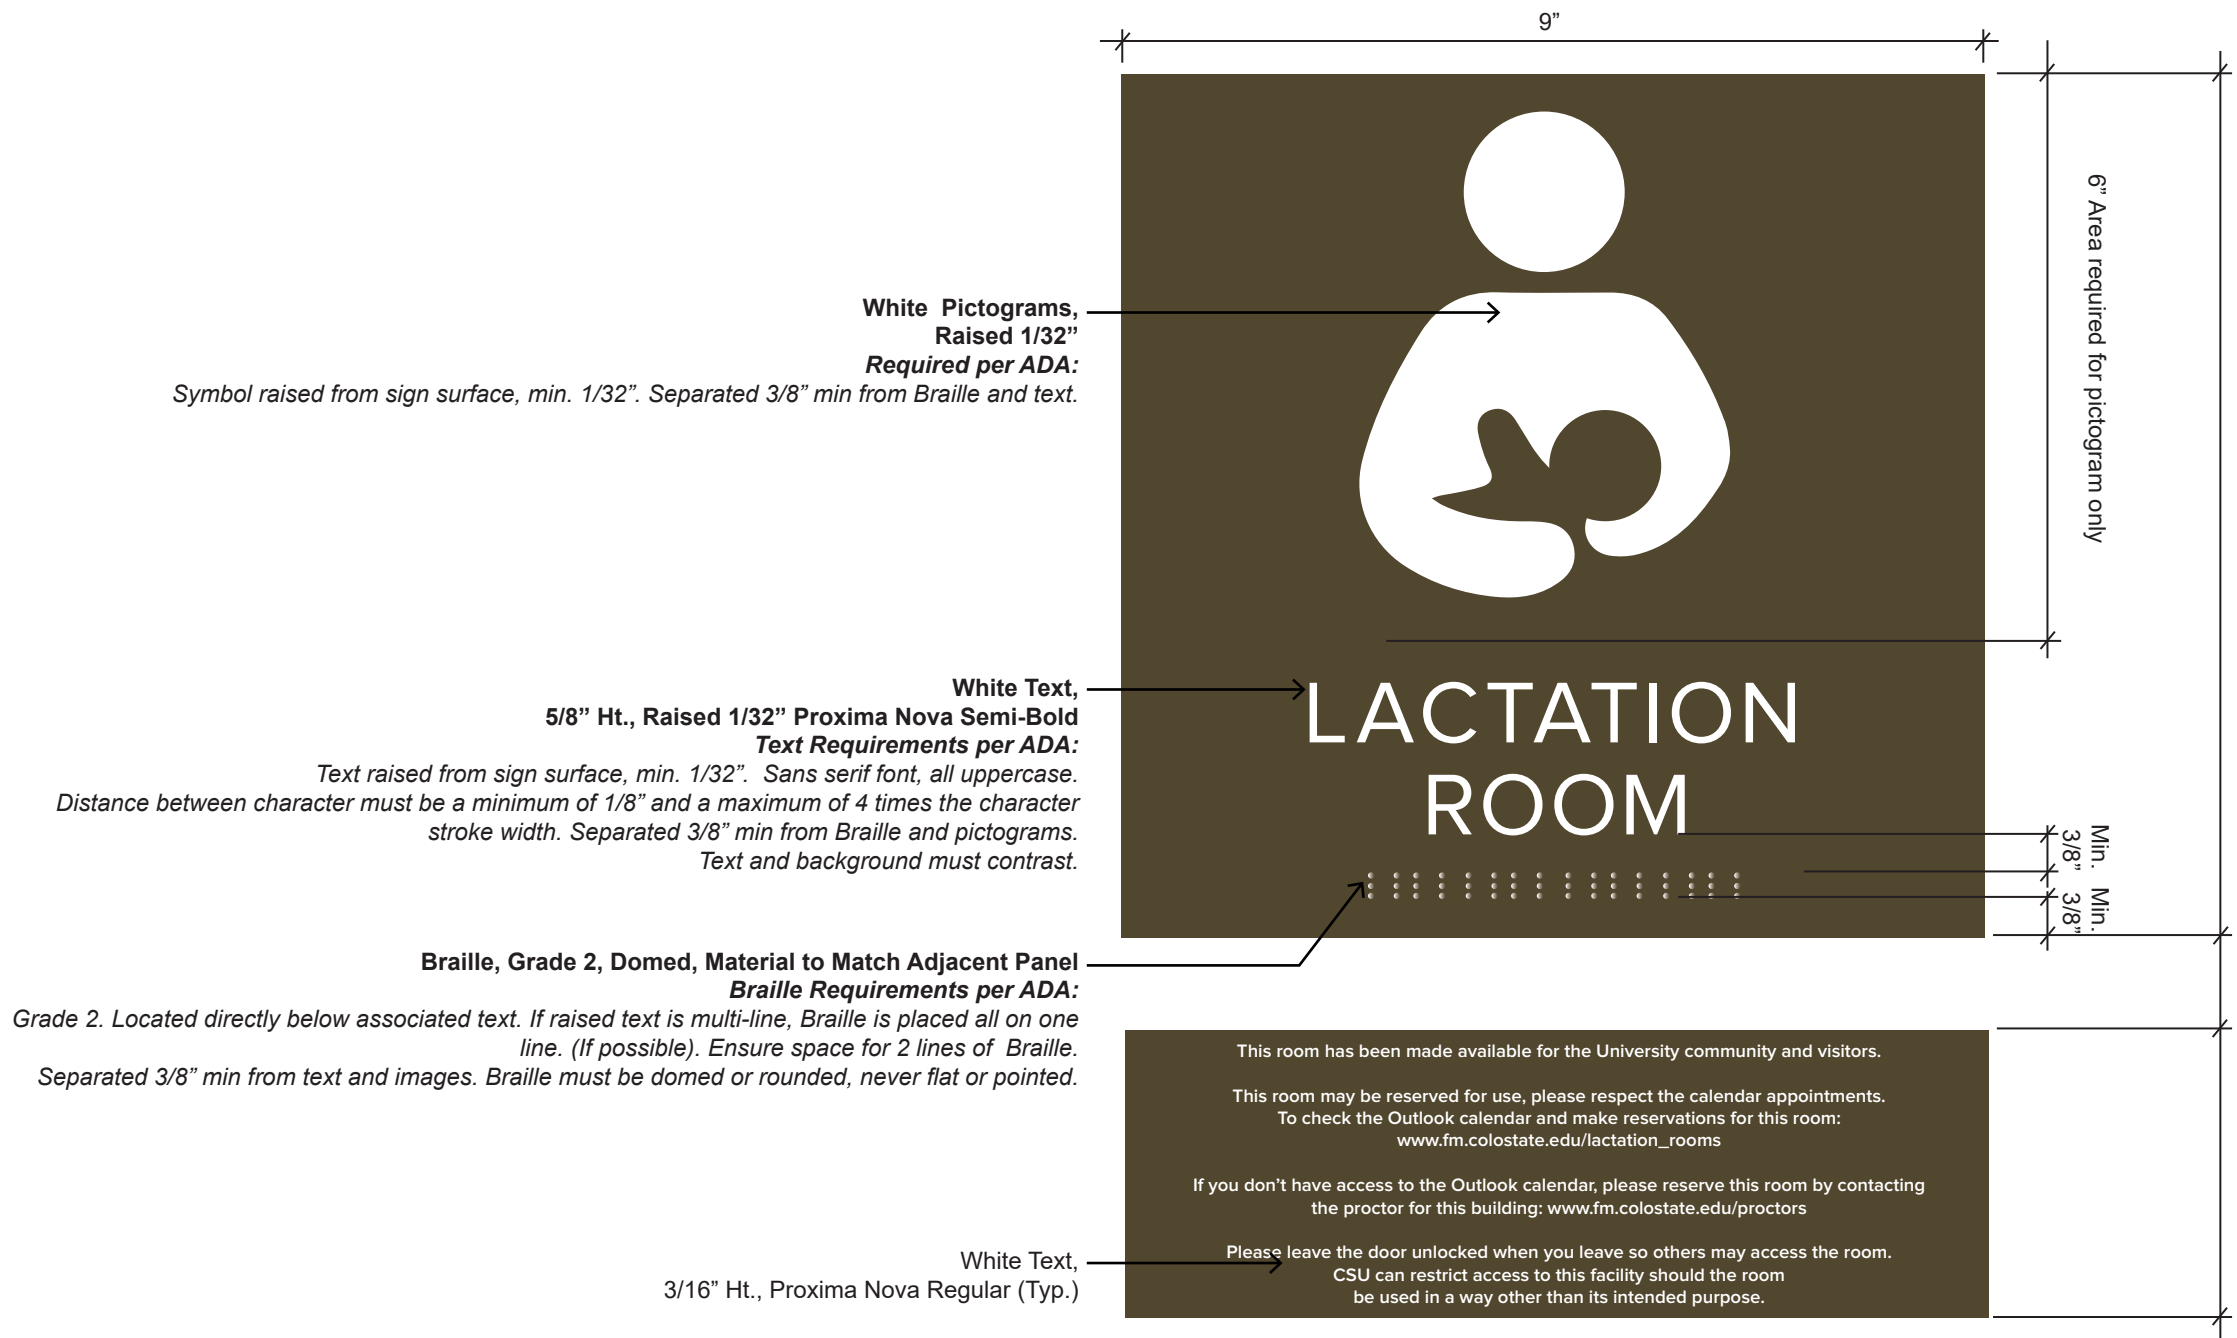 9”
6” Area required for pictogram only
White Pictograms,
Raised 1/32”
Required per ADA:
Symbol raised from sign surface, min. 1/32”. Separated 3/8” min from Braille and text.
White Text,
5/8” Ht., Raised 1/32” Proxima Nova Semi-Bold
Text Requirements per ADA:
Text raised from sign surface, min. 1/32”. Sans serif font, all uppercase.
Distance between character must be a minimum of 1/8” and a maximum of 4 times the character
stroke width. Separated 3/8” min from Braille and pictograms.
Text and background must contrast.
LACTATION
ROOM
Min.
3/8”
Min.
3/8”
Braille, Grade 2, Domed, Material to Match Adjacent Panel
Braille Requirements per ADA:
Grade 2. Located directly below associated text. If raised text is multi-line, Braille is placed all on one
line. (If possible). Ensure space for 2 lines of Braille.
Separated 3/8” min from text and images. Braille must be domed or rounded, never flat or pointed.
This room has been made available for the University community and visitors.
This room may be reserved for use, please respect the calendar appointments.
To check the Outlook calendar and make reservations for this room:
www.fm.colostate.edu/lactation_rooms
If you don’t have access to the Outlook calendar, please reserve this room by contacting
the proctor for this building: www.fm.colostate.edu/proctors
Please leave the door unlocked when you leave so others may access the room.
CSU can restrict access to this facility should the room
be used in a way other than its intended purpose.
White Text,
3/16” Ht., Proxima Nova Regular (Typ.)